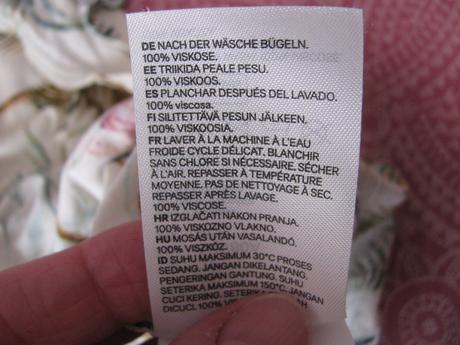 DE NACH DER WÄSCHE BÜGELN.
100% VISKOSE.
EE TRIIKIDA PEALE PESU.
100% VISKOOS.
ES PLANCHAR DESPUÉS DEL LAVADO.
100% viscosa.
FI SILITETTÄVÄ PESUN JÄLKEEN.
100% VISKOOSIA.
FR LAVER À LA MACHINE À L'EAU
FROIDE CYCLE DÉLICAT. BLANCHIR
SANS CHLORE SI NÉCESSAIRE. SÉCHER
À L'AIR. REPASSER À TEMPÉRATURE
MOYENNE. PAS DE NETTOYAGE À SEC.
REPASSER APRÈS LAVAGE.
100% VISCOSE.
HR IZGLAČATI NAKON PRANJA.
100% VISKOZNO VLAKNO.
HU MOSÁS UTÁN VASALANDÓ.
100% VISZKÓZ.
ID SUHU MAKSIMUM 30°C PROSES
SEDANG. JANGAN DIKELANTANG.
PENGERINGAN GANTUNG. SUHU
SETERIKA MAKSIMUM 150°C. JANGAN
CUCI KERING. SETERIKA
DICUCI. 100%